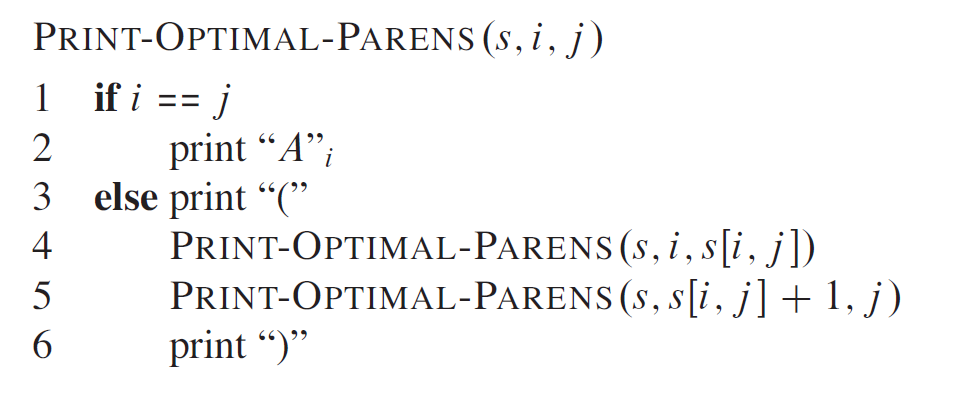 PRINT-OPTIMAL-PARENS(s, i, j)
1 if i == j
2 print “A”i
3 else print “(”
4 PRINT-OPTIMAL-PARENS(s, i, s[i, j])
5 PRINT-OPTIMAL-PARENS(s, s[i, j] + 1, j)
6 print “)”